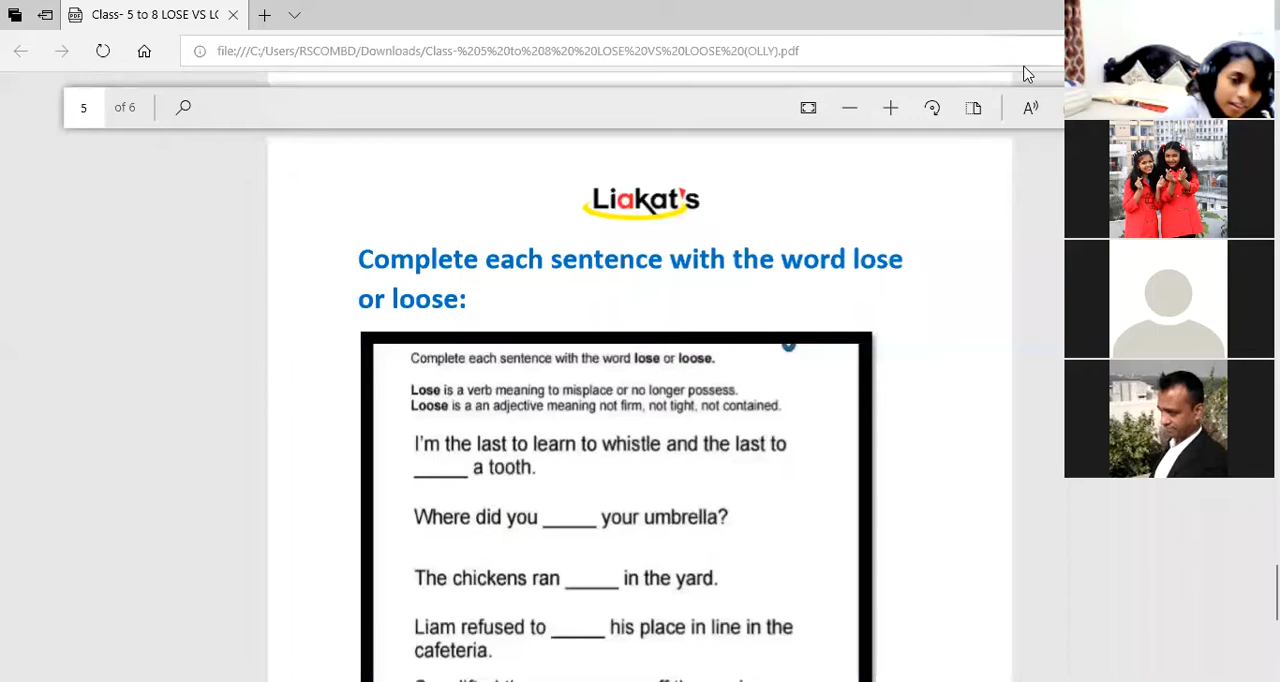 Class- 5 to 8 LOSE VS LO
file:///C:/Users/RSCOMBD/Downloads/Class-%205%20to%208%20%20LOSE%20VS%20LOOSE%20(OLLY).pdf
5 of 6
Liakat's
Complete each sentence with the word lose
or loose:
Complete each sentence with the word lose or loose.
Lose is a verb meaning to misplace or no longer possess.
Loose is a an adjective meaning not firm, not tight, not contained.
I'm the last to learn to whistle and the last to
_____ a tooth.
Where did you _____ your umbrella?
The chickens ran _____ in the yard.
Liam refused to _____ his place in line in the
cafeteria.